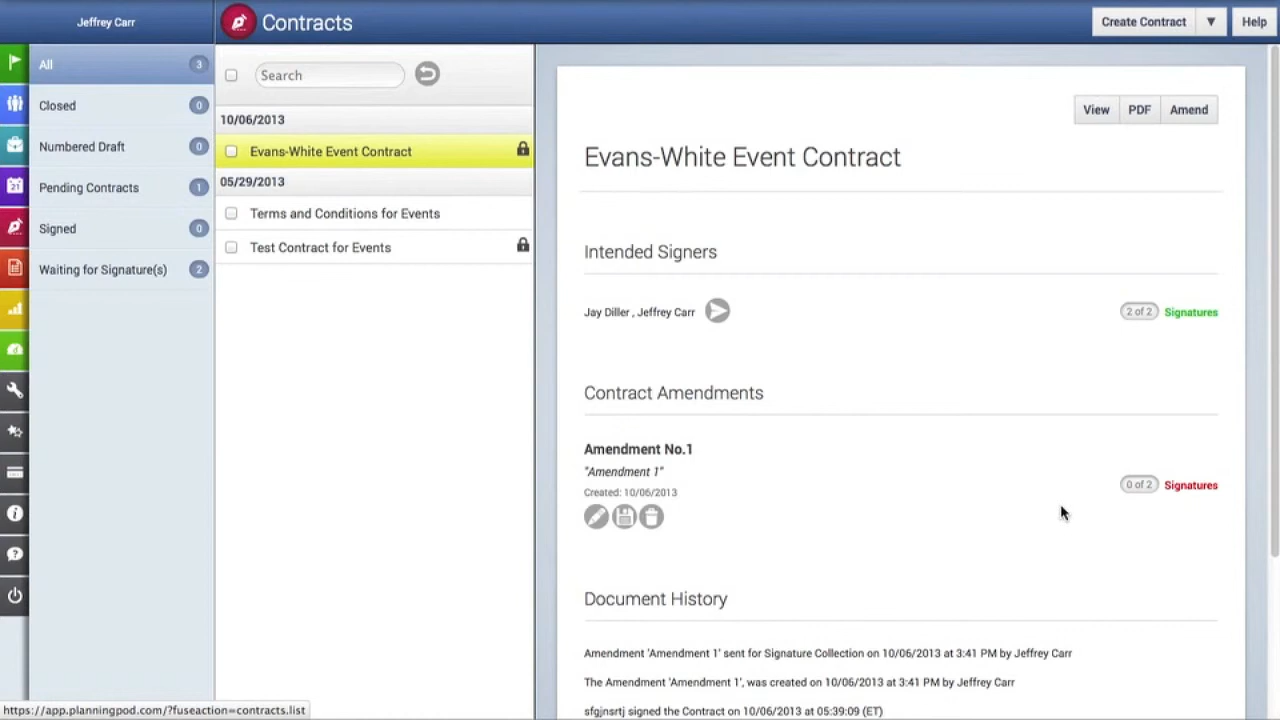 Jeffrey Carr
Contracts
Create Contract ▼
Help
All 3
Closed 0
Numbered Draft 0
Pending Contracts 1
Signed 0
Waiting for Signature(s) 2
Search
10/06/2013
Evans-White Event Contract
05/29/2013
Terms and Conditions for Events
Test Contract for Events
View PDF Amend
Evans-White Event Contract
Intended Signers
Jay Diller , Jeffrey Carr
2 of 2 Signatures
Contract Amendments
Amendment No.1
"Amendment 1"
Created: 10/06/2013
0 of 2 Signatures
Document History
Amendment 'Amendment 1' sent for Signature Collection on 10/06/2013 at 3:41 PM by Jeffrey Carr
The Amendment 'Amendment 1', was created on 10/06/2013 at 3:41 PM by Jeffrey Carr
sfgjnsrtj signed the Contract on 10/06/2013 at 05:39:09 (ET)
https://app.planningpod.com/?fuseaction=contracts.list